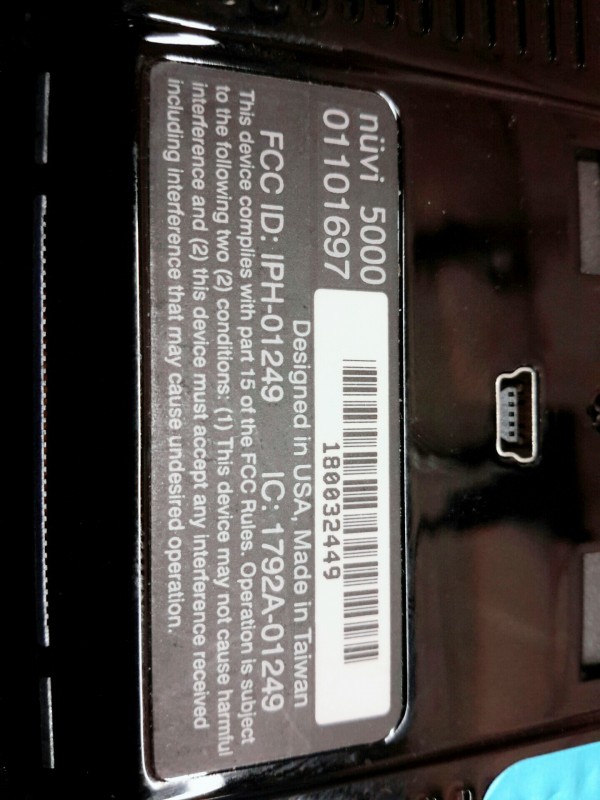 nüvi 5000
01101697
180032449
Designed in USA, Made in Taiwan
FCC ID: IPH-01249 IC: 1792A-01249
This device complies with part 15 of the FCC Rules. Operation is subject
to the following two (2) conditions: (1) This device may not cause harmful
interference and (2) this device must accept any interference received
including interference that may cause undesired operation.